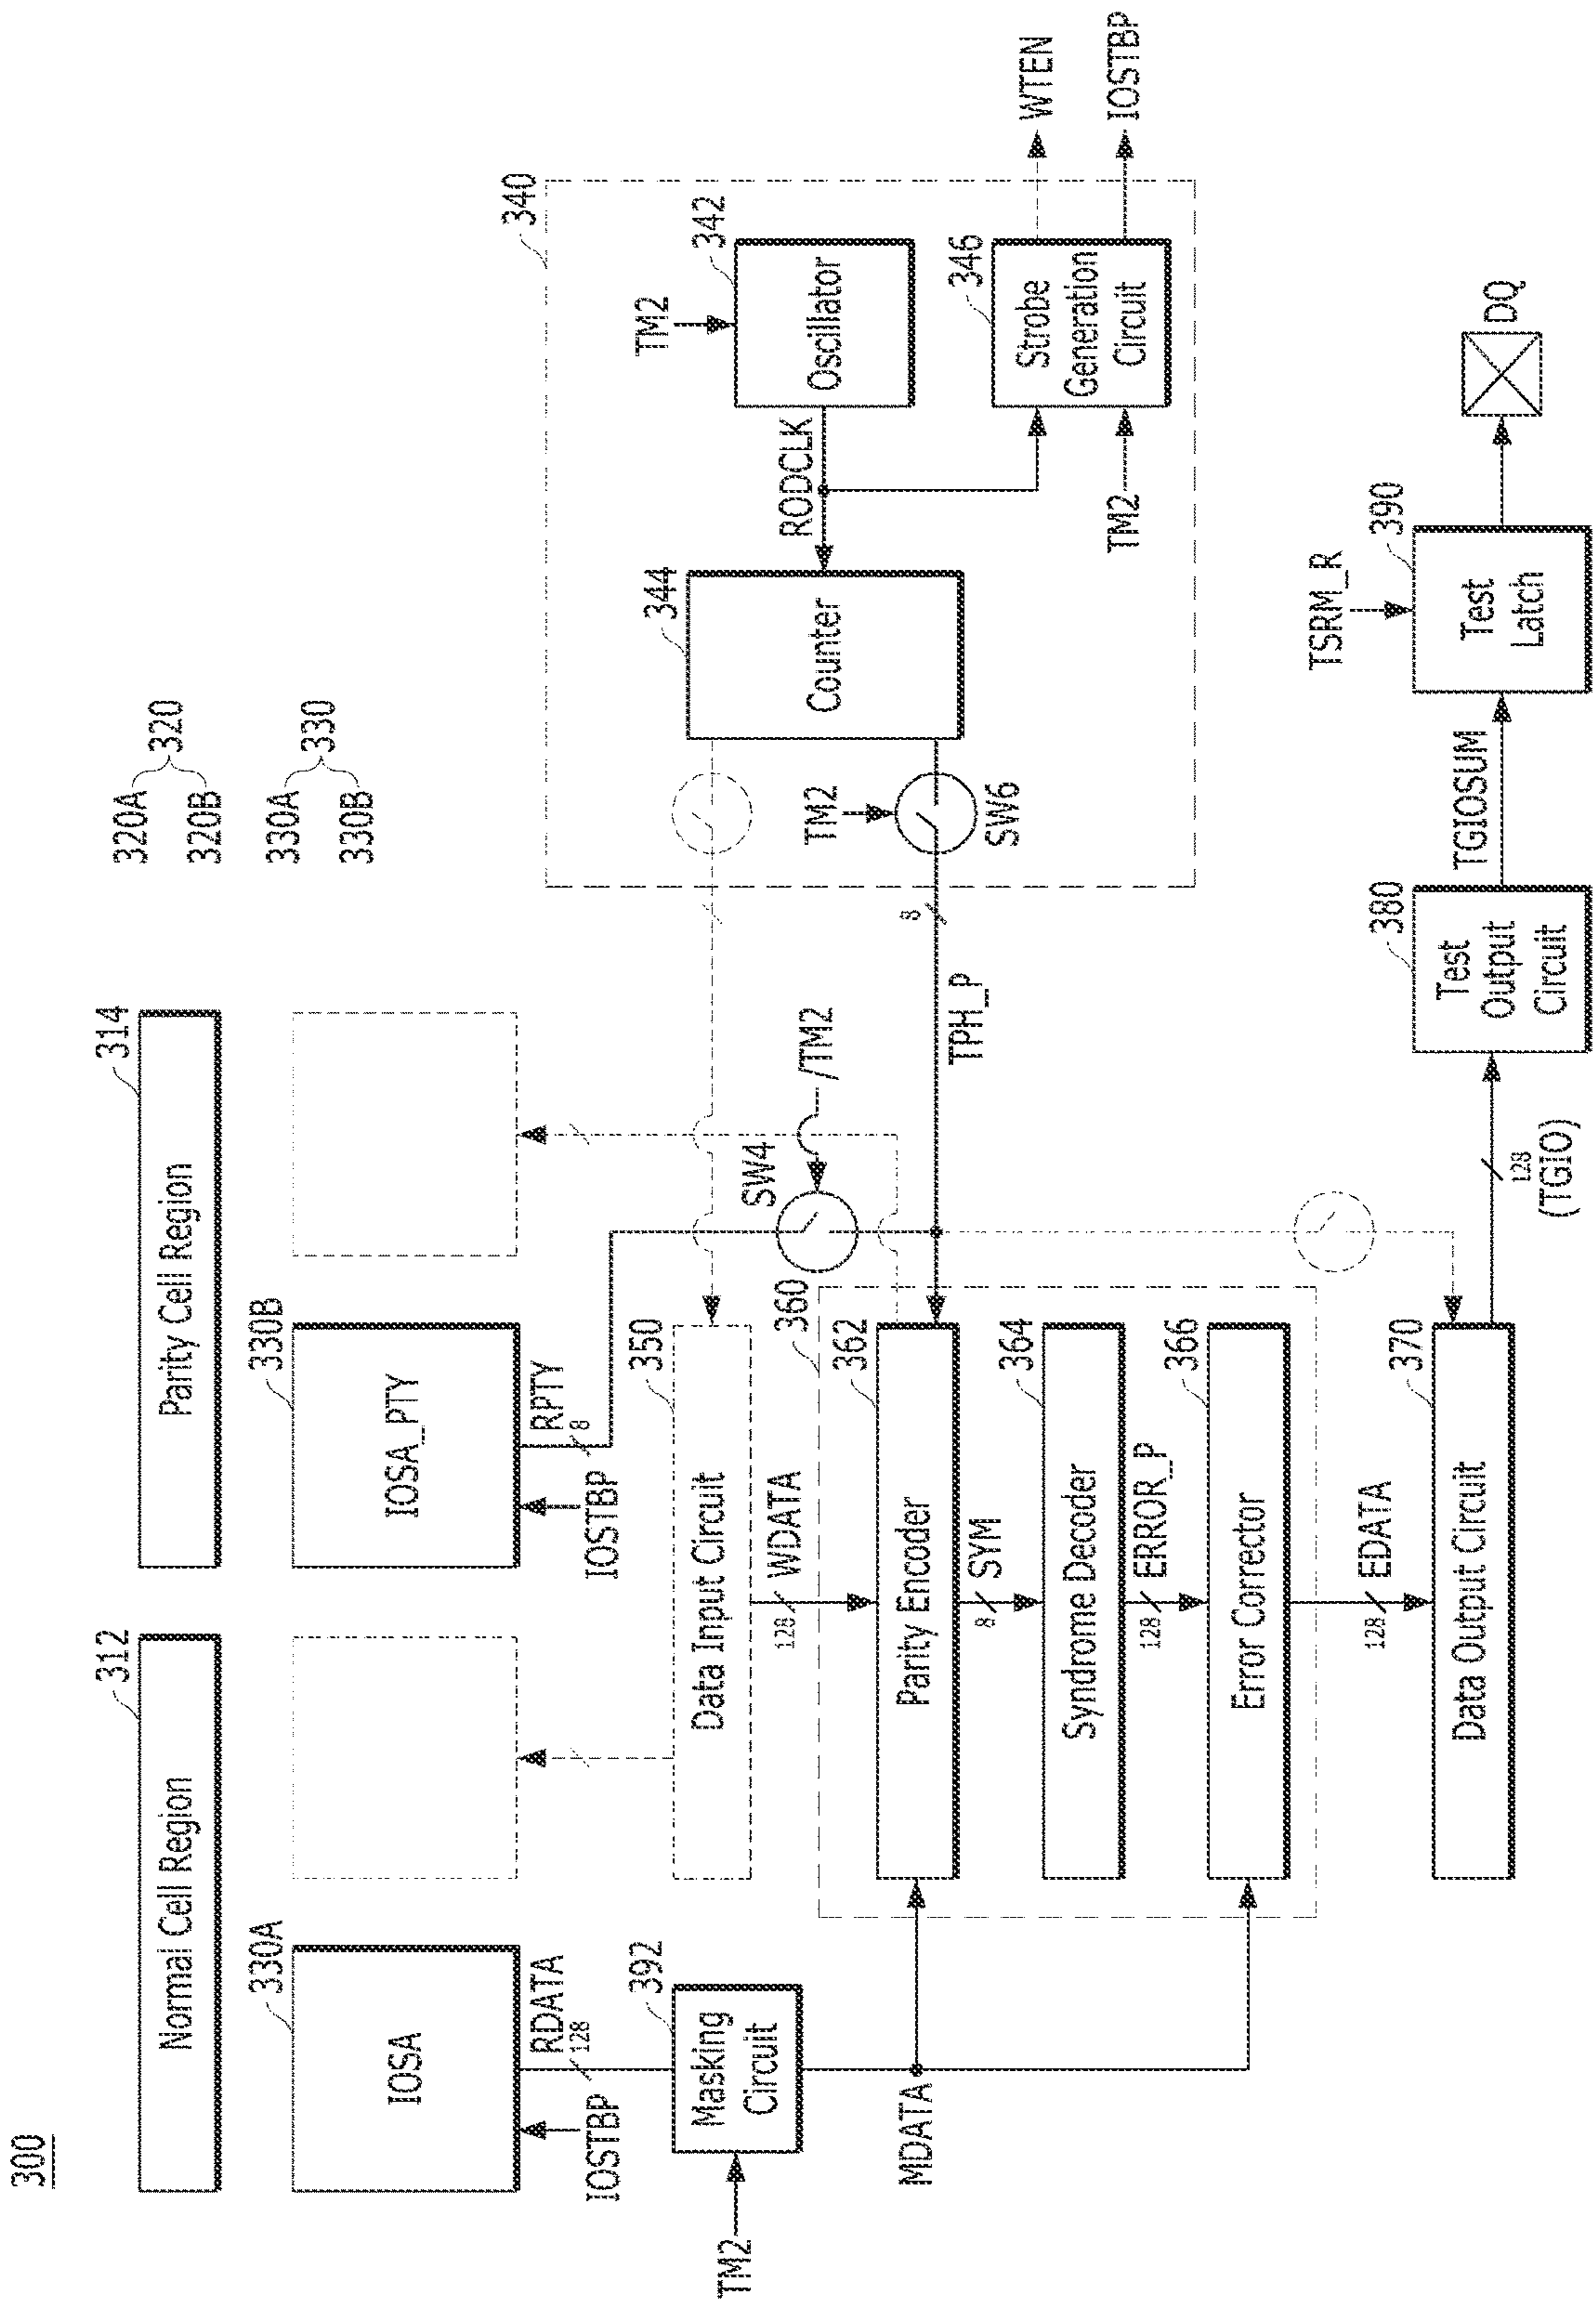 300
312
Normal Cell Region
314
Parity Cell Region
320A
320B
320
330A
330B
330
330A
IOSA
IOSTBP
RDATA
128
330B
IOSA_PTY
IOSTBP
RPTY
8
TM2
392
Masking
Circuit
MDATA
350
Data Input Circuit
128
WDATA
SW4
/TM2
360
362
Parity Encoder
8
SYM
364
Syndrome Decoder
128
ERROR_P
366
Error Corrector
128
EDATA
370
Data Output Circuit
128
(TGIO)
340
TM2
342
Oscillator
RODCLK
344
Counter
TM2
SW6
8
TPH_P
346
Strobe
Generation
Circuit
TM2
WTEN
IOSTBP
380
Test
Output
Circuit
TGIOSUM
TSRM_R
390
Test
Latch
DQ